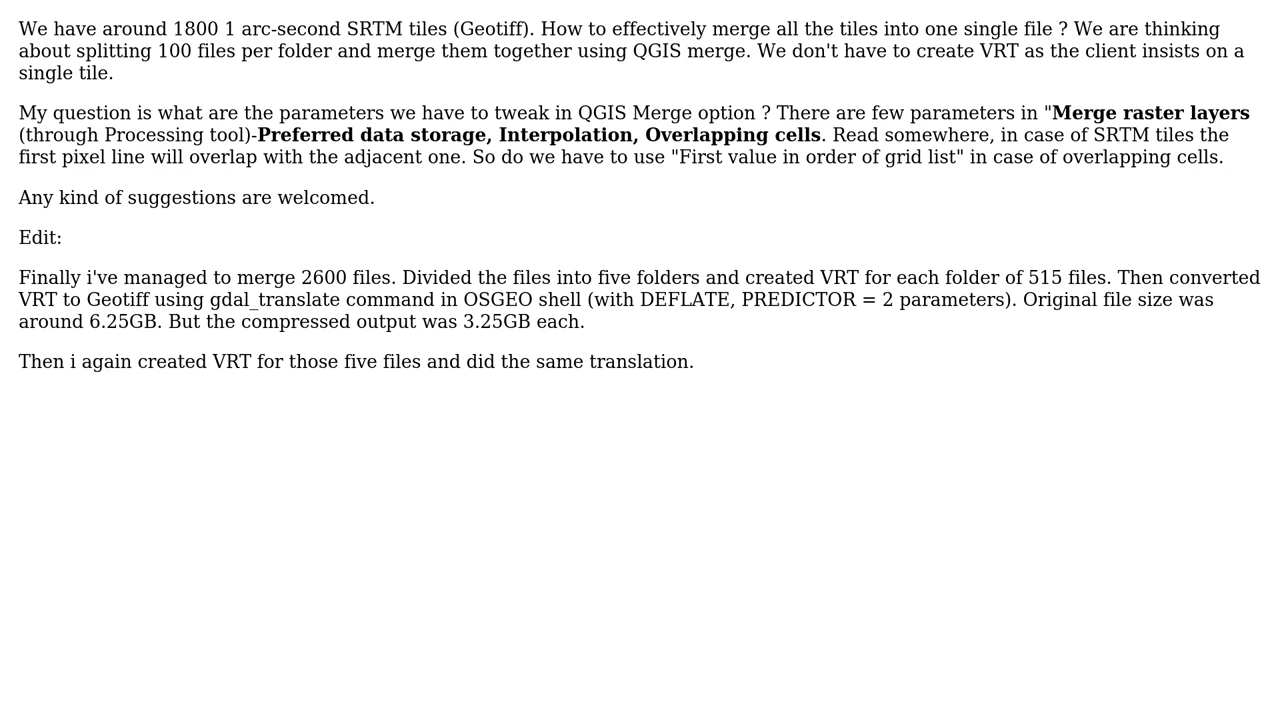 We have around 1800 1 arc-second SRTM tiles (Geotiff). How to effectively merge all the tiles into one single file ? We are thinking
about splitting 100 files per folder and merge them together using QGIS merge. We don't have to create VRT as the client insists on a
single tile.
My question is what are the parameters we have to tweak in QGIS Merge option ? There are few parameters in "Merge raster layers
(through Processing tool)-Preferred data storage, Interpolation, Overlapping cells. Read somewhere, in case of SRTM tiles the
first pixel line will overlap with the adjacent one. So do we have to use "First value in order of grid list" in case of overlapping cells.
Any kind of suggestions are welcomed.
Edit:
Finally i've managed to merge 2600 files. Divided the files into five folders and created VRT for each folder of 515 files. Then converted
VRT to Geotiff using gdal_translate command in OSGEO shell (with DEFLATE, PREDICTOR = 2 parameters). Original file size was
around 6.25GB. But the compressed output was 3.25GB each.
Then i again created VRT for those five files and did the same translation.